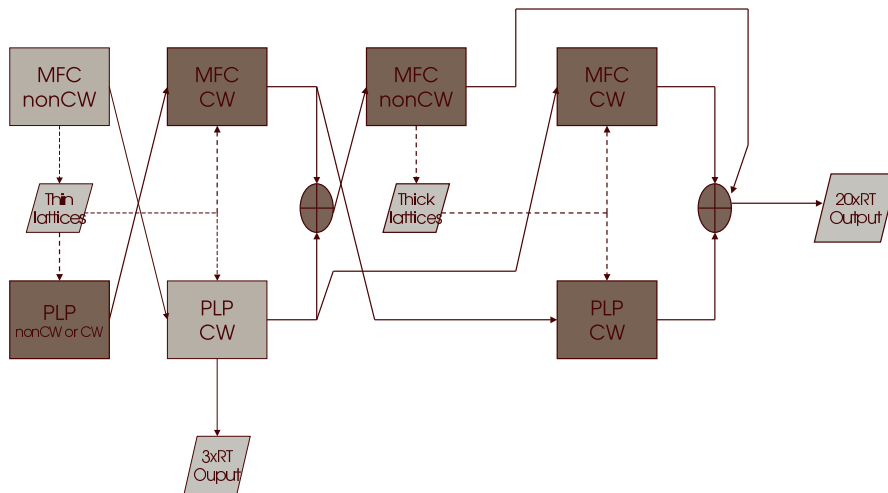 MFC
nonCW
MFC
CW
MFC
nonCW
MFC
CW
Thin
lattices
Thick
lattices
20xRT
Output
PLP
nonCW or CW
PLP
CW
PLP
CW
3xRT
Ouput